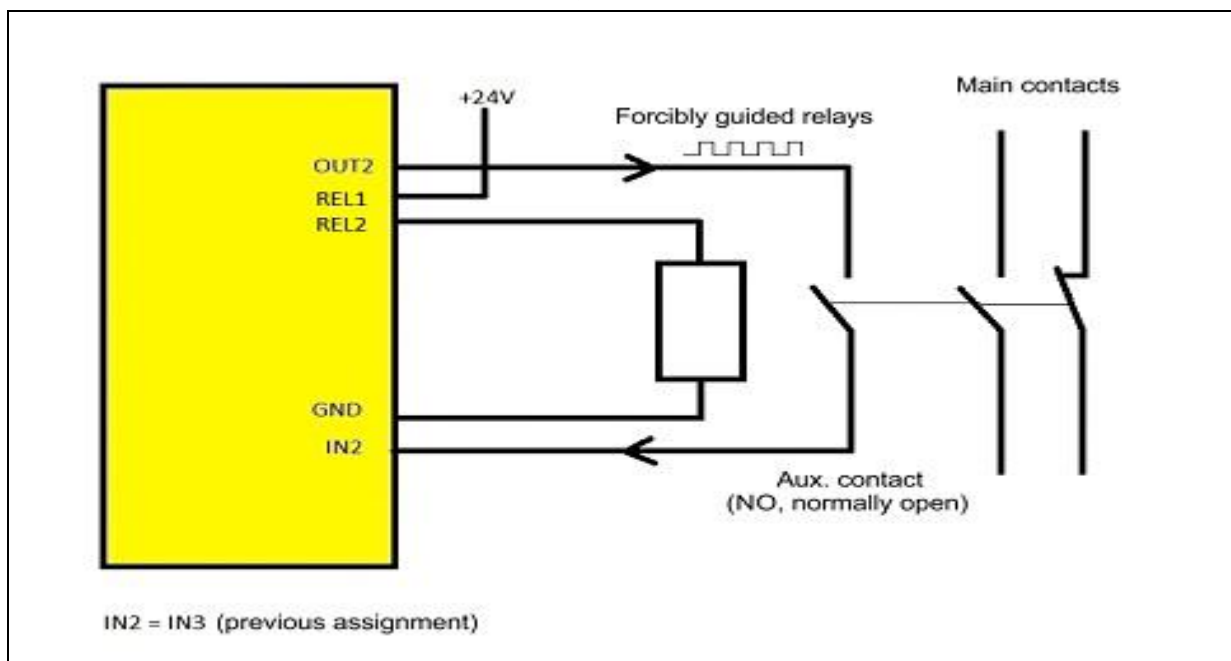 Main contacts
+24V
Forcibly guided relays
OUT2
REL1
REL2
GND
IN2
Aux. contact
(NO, normally open)
IN2 = IN3 (previous assignment)